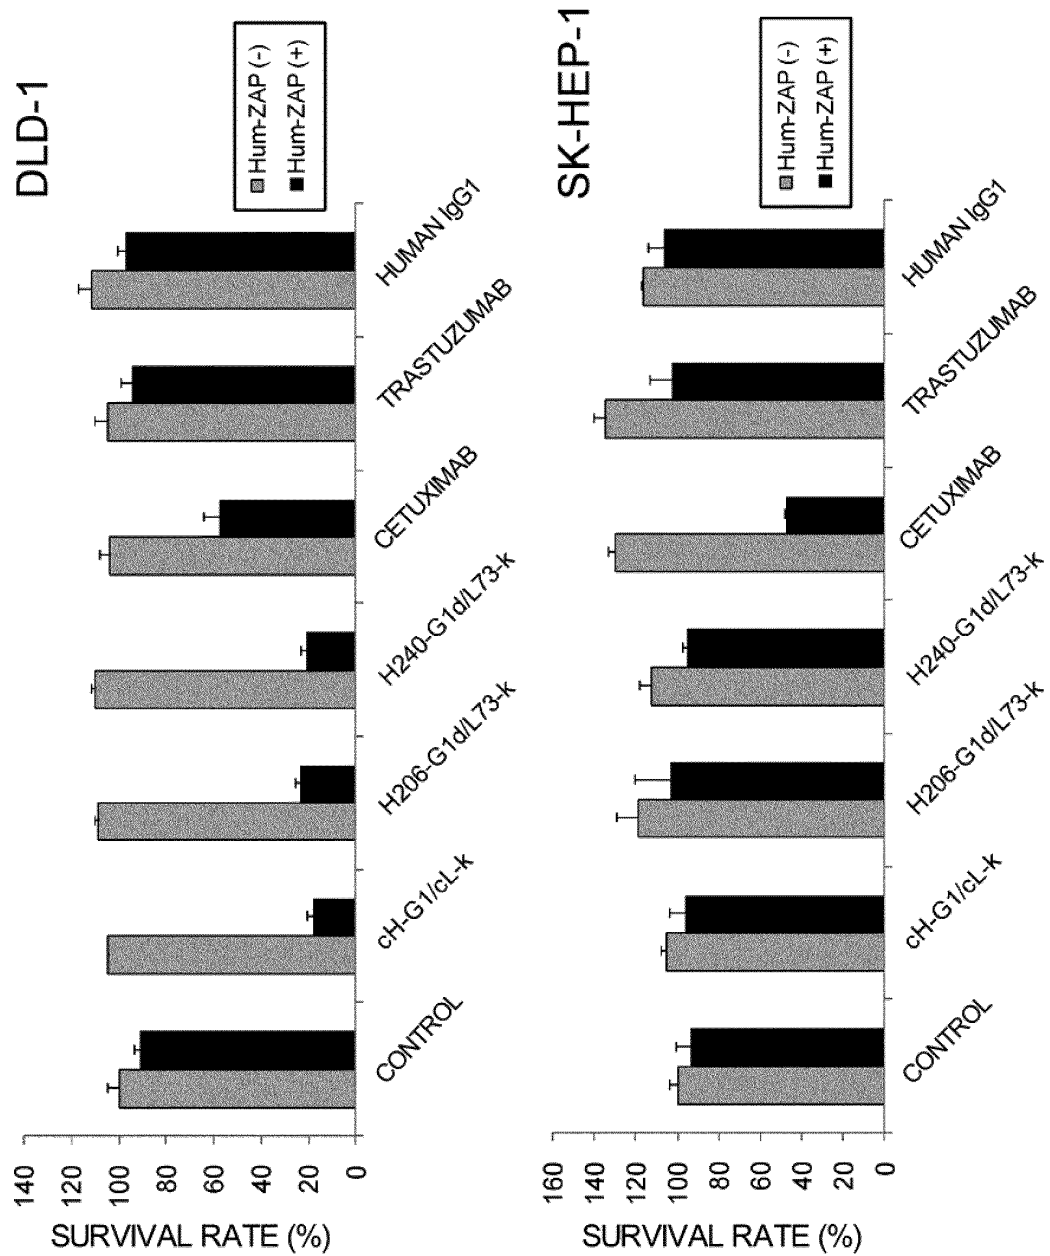 DLD-1
Hum-ZAP (-)
Hum-ZAP (+)
SURVIVAL RATE (%)
140
120
100
80
60
40
20
0
CONTROL
cH-G1/cL-k
H206-G1d/L73-k
H240-G1d/L73-k
CETUXIMAB
TRASTUZUMAB
HUMAN IgG1
SK-HEP-1
Hum-ZAP (-)
Hum-ZAP (+)
SURVIVAL RATE (%)
160
140
120
100
80
60
40
20
0
CONTROL
cH-G1/cL-k
H206-G1d/L73-k
H240-G1d/L73-k
CETUXIMAB
TRASTUZUMAB
HUMAN IgG1